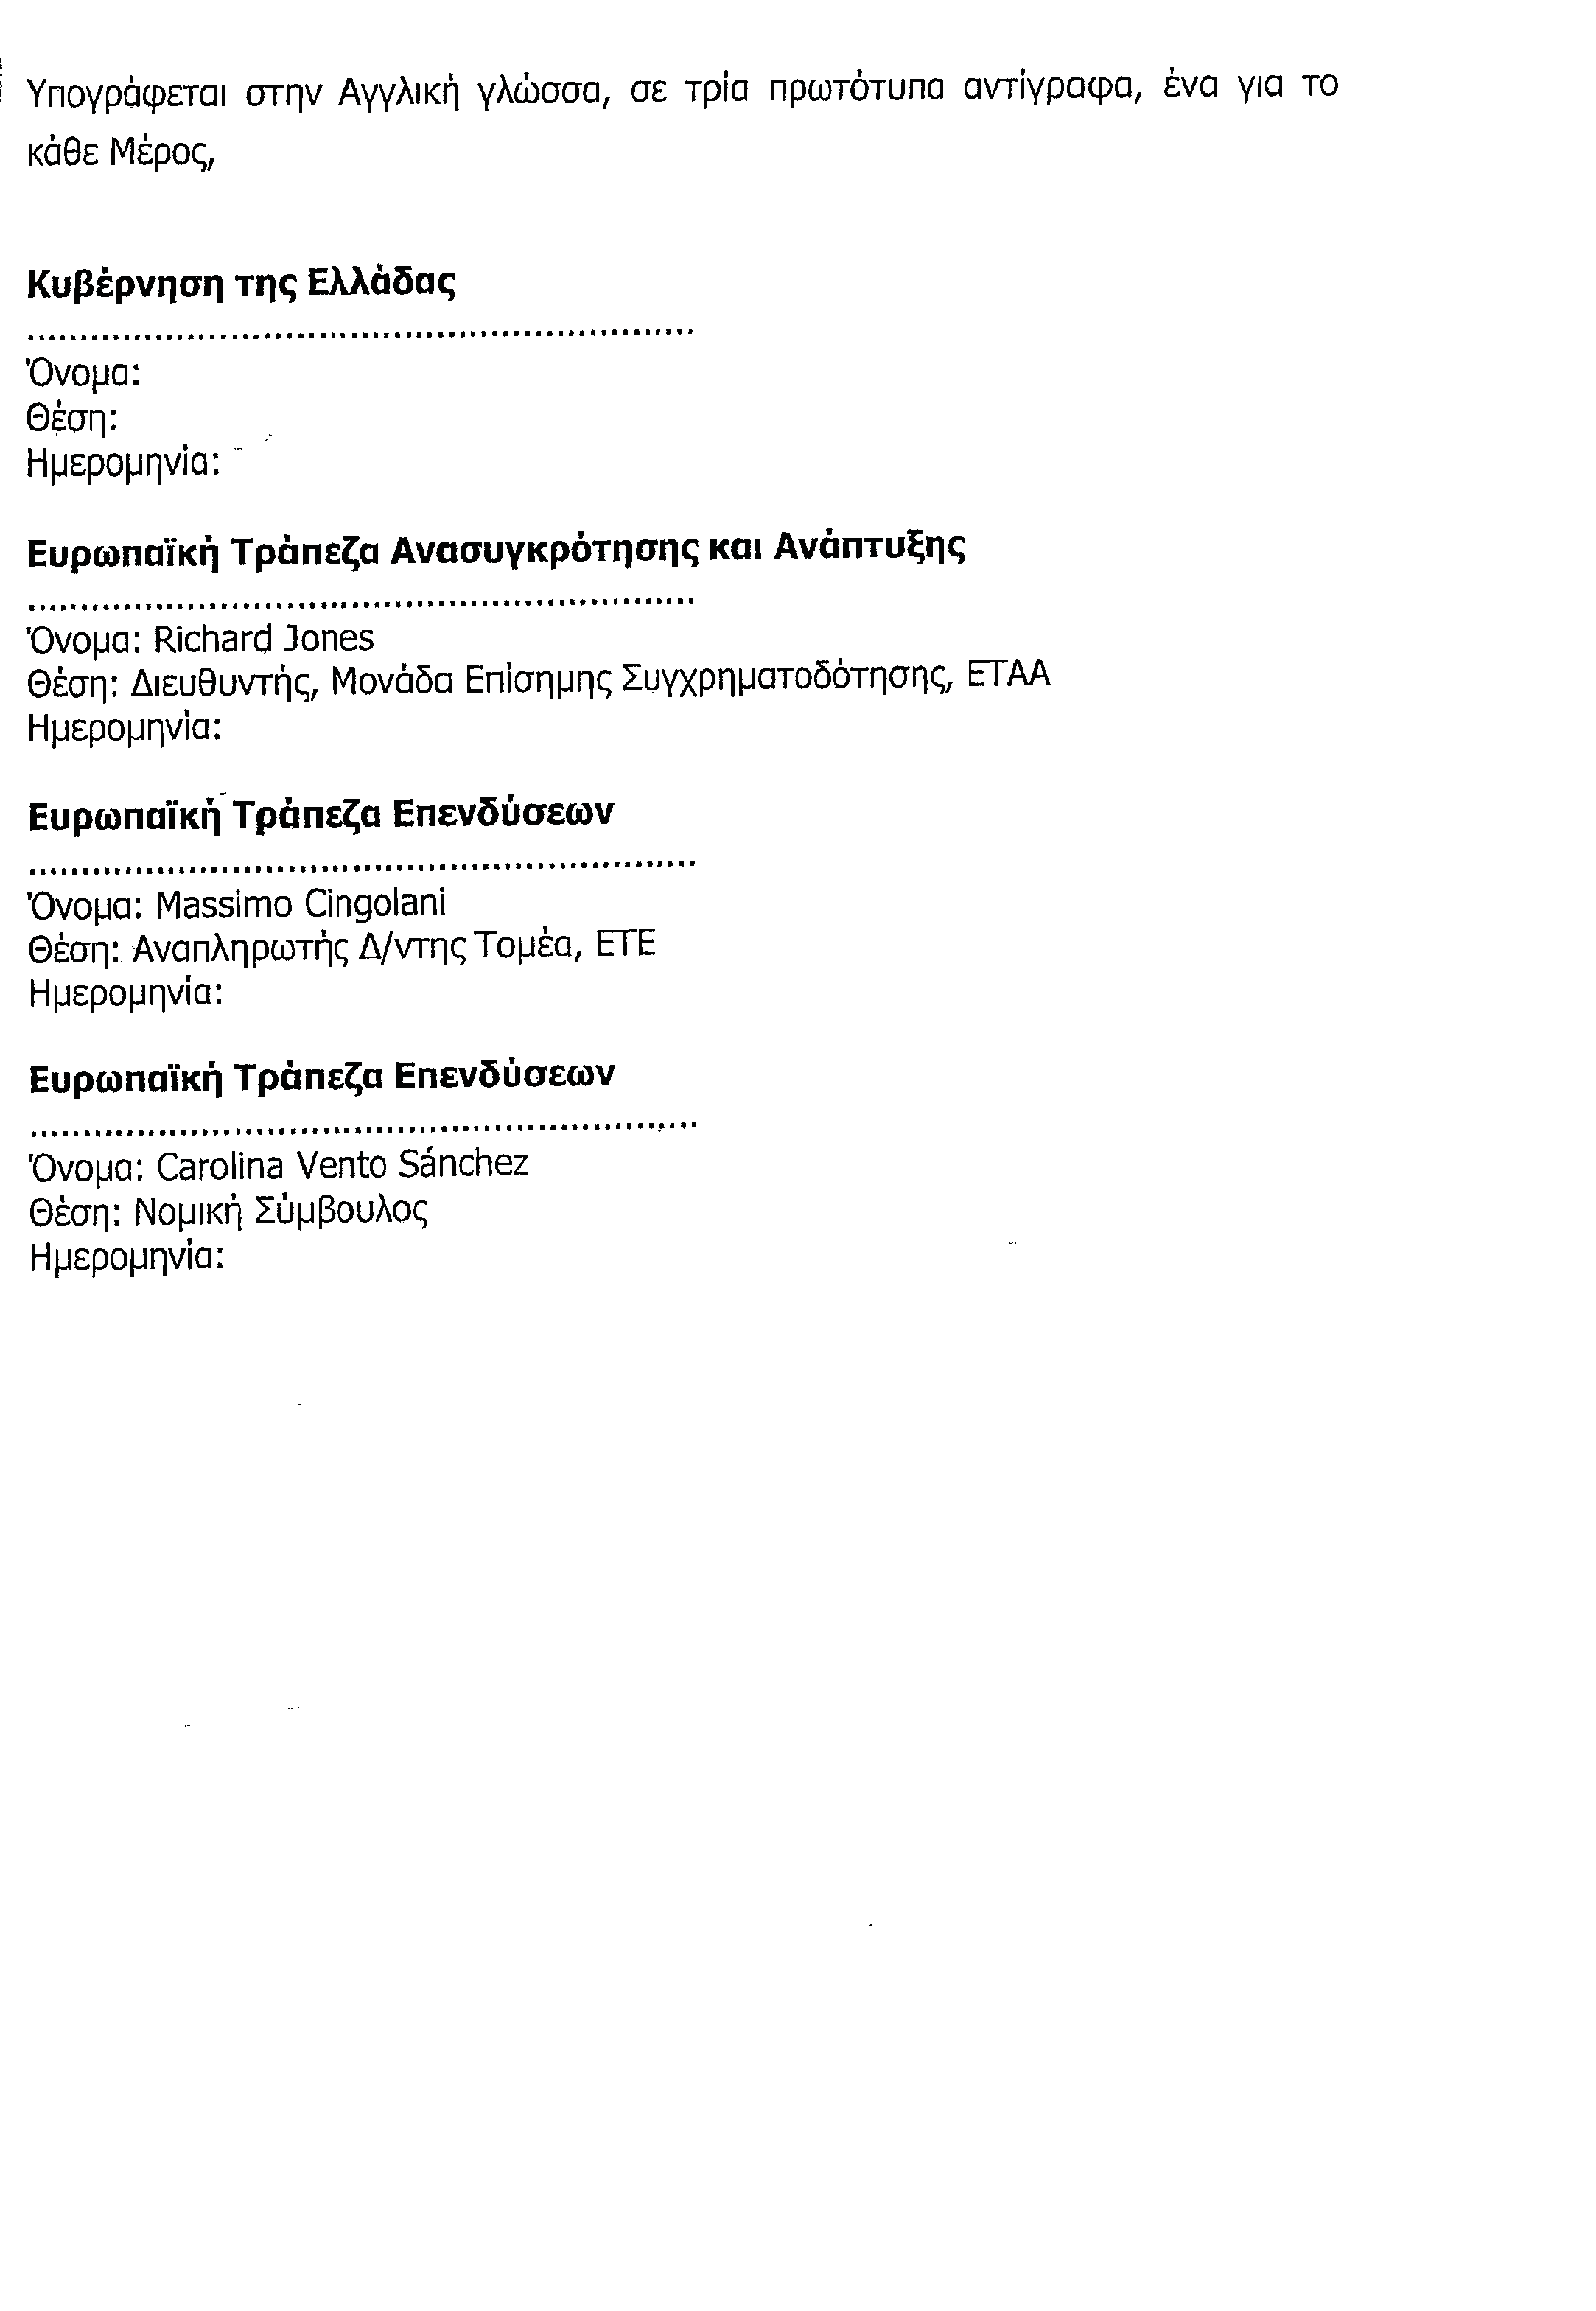 Υπογράφεται στην Αγγλική γλώσσα, σε τρία πρωτότυπα αντίγραφα, ένα για το
κάθε Μέρος,
Κυβέρνηση της Ελλάδας
..............................................................
Όνομα:
Θέση:
Ημερομηνία:
Ευρωπαϊκή Τράπεζα Ανασυγκρότησης και Ανάπτυξης
..............................................................
Όνομα: Richard Jones
Θέση: Διευθυντής, Μονάδα Επίσημης Συγχρηματοδότησης, ΕΤΑΑ
Ημερομηνία:
Ευρωπαϊκή Τράπεζα Επενδύσεων
..............................................................
Όνομα: Massimo Cingolani
Θέση: Αναπληρωτής Δ/ντης Τομέα, ΕΤΕ
Ημερομηνία:
Ευρωπαϊκή Τράπεζα Επενδύσεων
..............................................................
Όνομα: Carolina Vento Sánchez
Θέση: Νομική Σύμβουλος
Ημερομηνία: